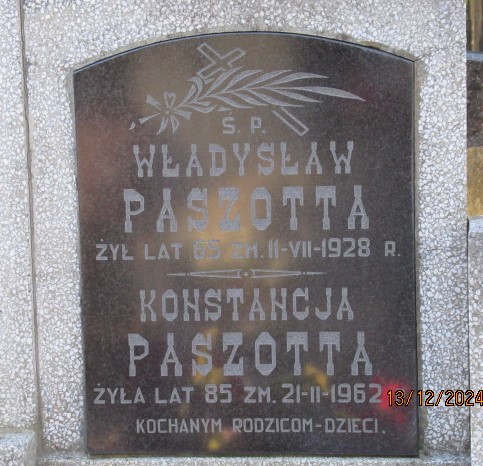 Ś. P.
WŁADYSŁAW
PASZOTTA
ŻYŁ LAT 65 ZM. 11-VII-1928 R.
KONSTANCJA
PASZOTTA
ŻYŁA LAT 85 ZM. 21-II-1962
KOCHANYM RODZICOM-DZIECI.
13/12/2024